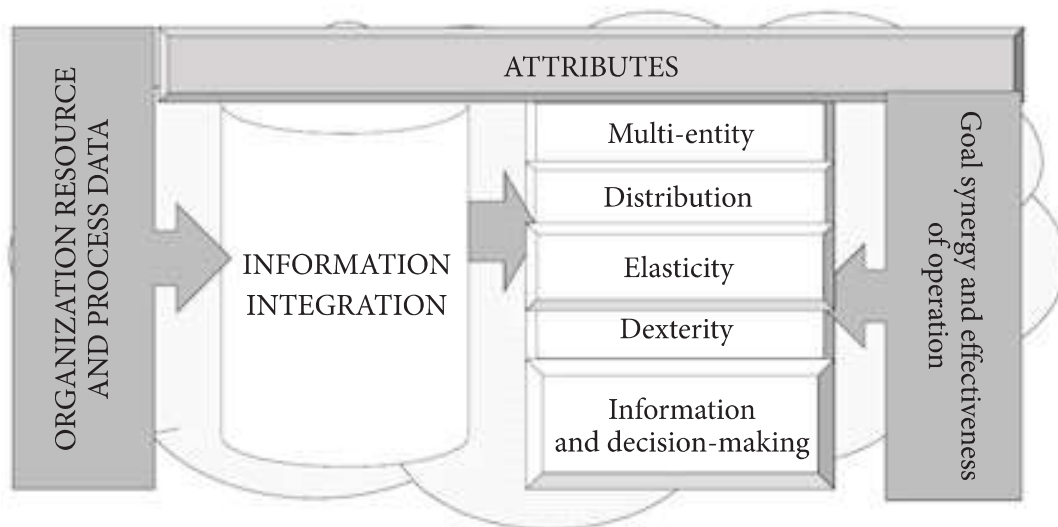 ATTRIBUTES
ORGANIZATION RESOURCE
AND PROCESS DATA
INFORMATION
INTEGRATION
Multi-entity
Distribution
Elasticity
Dexterity
Information
and decision-making
Goal synergy and effectiveness
of operation